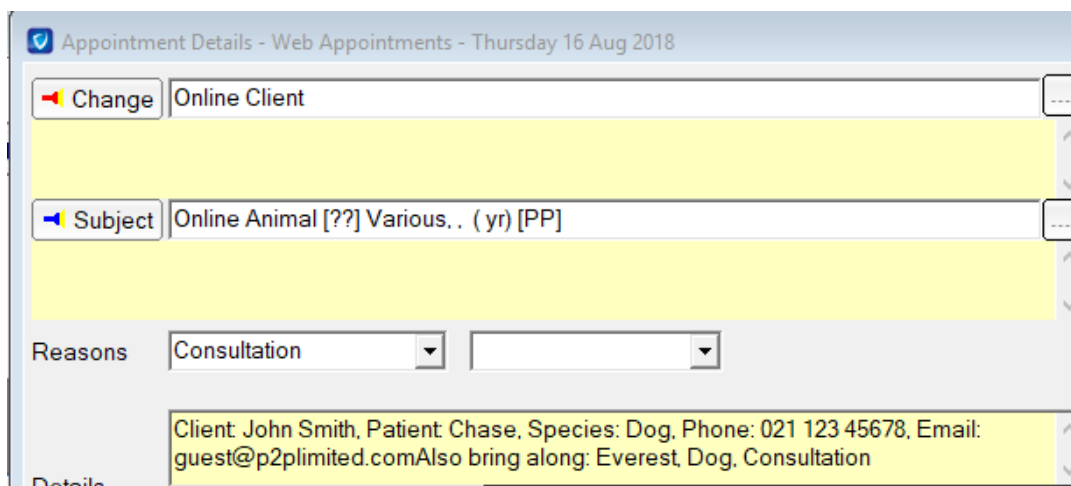 Appointment Details - Web Appointments - Thursday 16 Aug 2018
Change Online Client ...
Subject Online Animal [??] Various, , ( yr) [PP] ...
Reasons Consultation
Client: John Smith, Patient: Chase, Species: Dog, Phone: 021 123 45678, Email:
guest@p2plimited.comAlso bring along: Everest, Dog, Consultation
Details